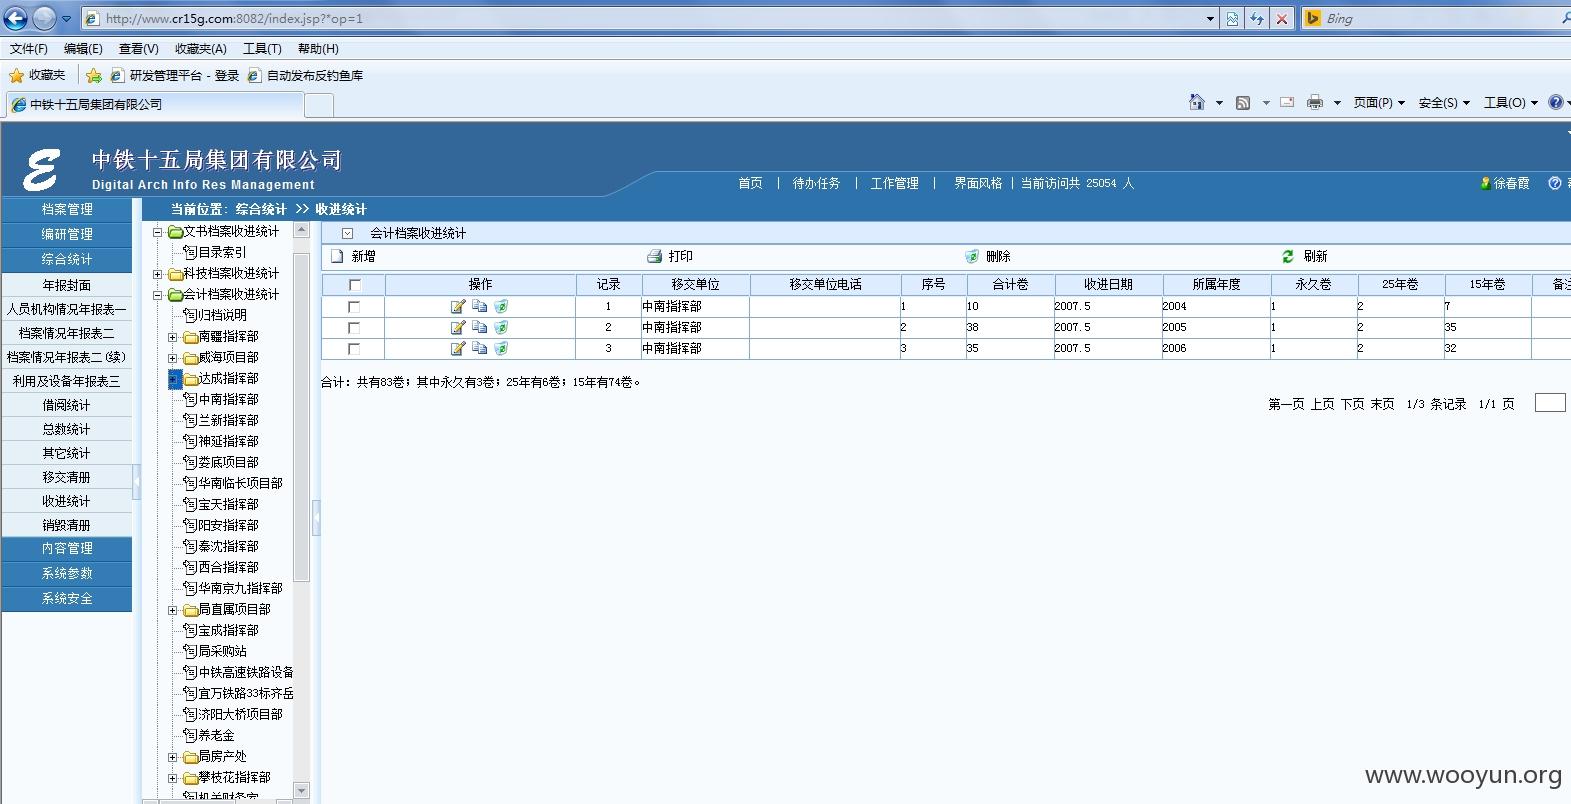 http://www.cr15g.com:8082/index.jsp?*op=1
Bing
文件(F) 编辑(E) 查看(V) 收藏夹(A) 工具(T) 帮助(H)
收藏夹 研发管理平台 - 登录 自动发布反钓鱼库
中铁十五局集团有限公司
页面(P) 安全(S) 工具(O)
中铁十五局集团有限公司
Digital Arch Info Res Management
首页 | 待办任务 | 工作管理 | 界面风格 | 当前访问共 25054 人
徐春霞
当前位置: 综合统计 >> 收进统计
档案管理
编研管理
综合统计
年报封面
人员机构情况年报表一
档案情况年报表二
档案情况年报表二(续)
利用及设备年报表三
借阅统计
总数统计
其它统计
移交清册
收进统计
销毁清册
内容管理
系统参数
系统安全
文书档案收进统计
目录索引
科技档案收进统计
会计档案收进统计
归档说明
南疆指挥部
威海项目部
达成指挥部
中南指挥部
兰新指挥部
神延指挥部
娄底项目部
华南临长项目部
宝天指挥部
阳安指挥部
秦沈指挥部
西合指挥部
华南京九指挥部
局直属项目部
宝成指挥部
局采购站
中铁高速铁路设备
宜万铁路33标齐岳
济阳大桥项目部
养老金
局房产处
攀枝花指挥部
机关财务室
会计档案收进统计
新增 打印 删除 刷新
操作 记录 移交单位 移交单位电话 序号 合计卷 收进日期 所属年度 永久卷 25年卷 15年卷 备注
1 中南指挥部 1 10 2007.5 2004 1 2 7
2 中南指挥部 2 38 2007.5 2005 1 2 35
3 中南指挥部 3 35 2007.5 2006 1 2 32
合计: 共有83卷; 其中永久有3卷; 25年有6卷; 15年有74卷。
第一页 上页 下页 末页 1/3 条记录 1/1 页
www.wooyun.org